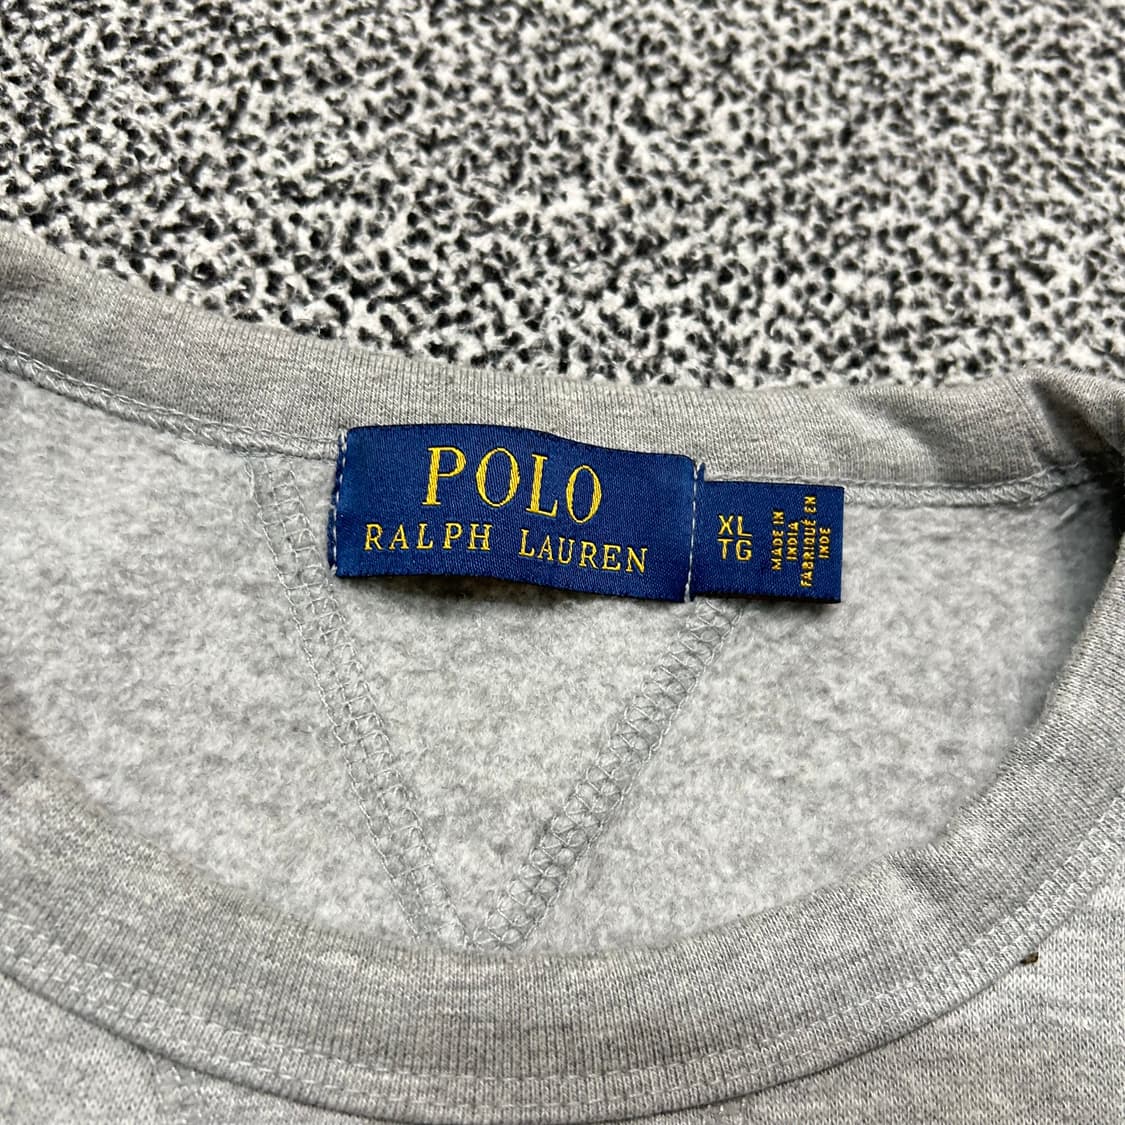 POLO
RALPH LAUREN
XL
TG
MADE IN
INDIA
FABRIQUÉ EN
INDE